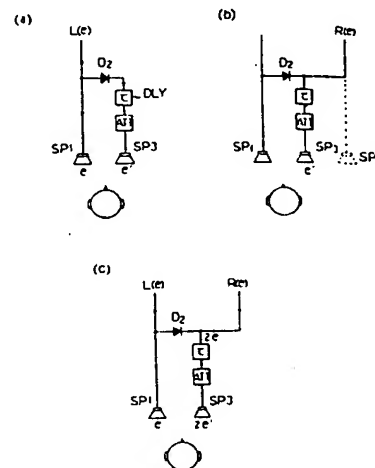 (a)
L(e)
D2
τ DLY
ATT
SP1 SP3
e e'
(b)
R(e)
D2
τ
ATT
SP1 SP3 SP
e'
(c)
L(e) R(e)
D2
2e
τ
ATT
SP1 SP3
e 2e'